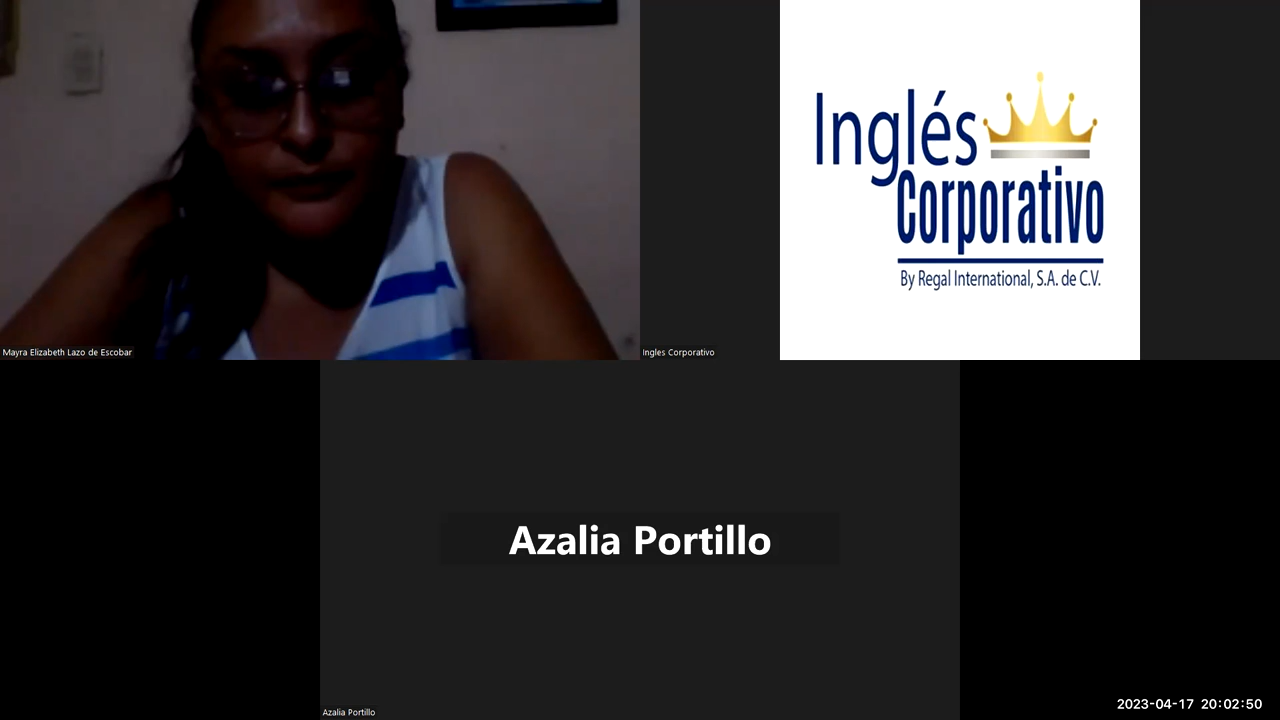 Inglés
Corporativo
By Regal International, S.A. de C.V.
Mayra Elizabeth Lazo de Escobar
Ingles Corporativo
Azalia Portillo
Azalia Portillo
2023-04-17 20:02:50